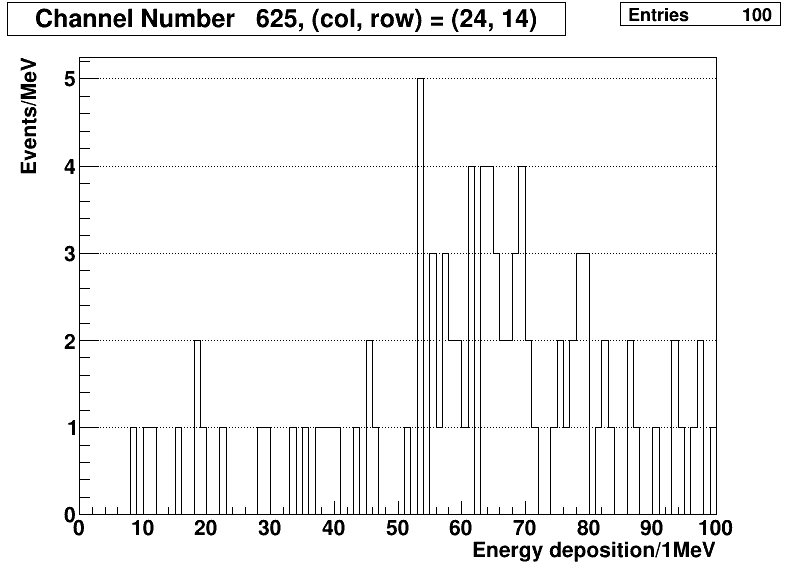 Channel Number 625, (col, row) = (24, 14)
Entries 100
Events/MeV
5
4
3
2
1
0
0 10 20 30 40 50 60 70 80 90 100
Energy deposition/1MeV